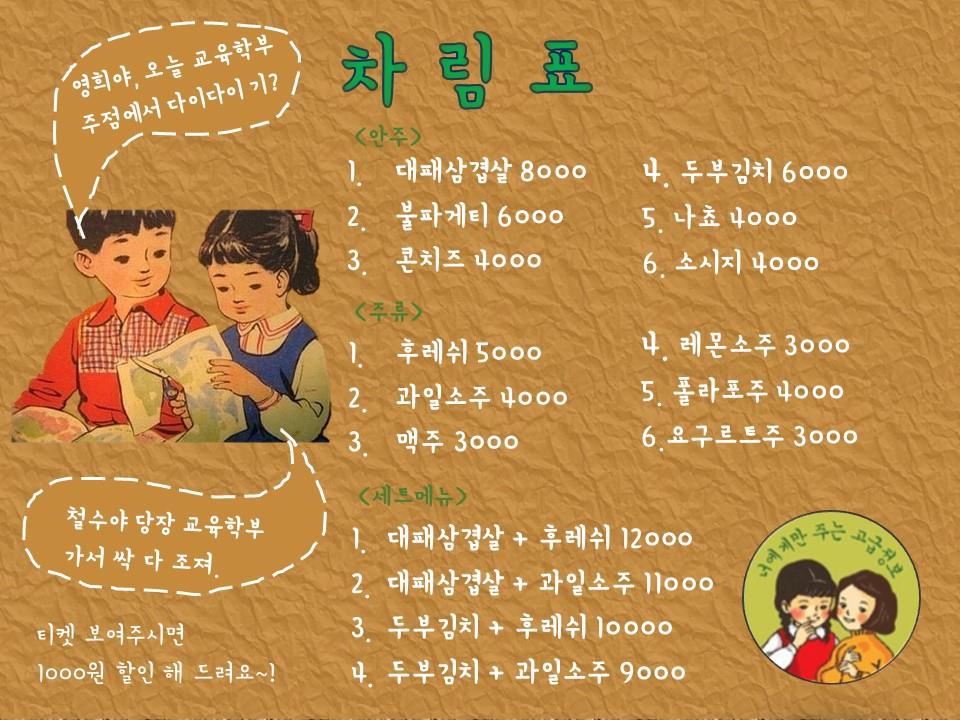 영희야, 오늘 교육학부
주점에서 다이다이 기?
차 림 표
<안주>
1. 대패삼겹살 8000
2. 불파게티 6000
3. 콘치즈 4000
4. 두부김치 6000
5. 나쵸 4000
6. 소시지 4000
<주류>
1. 후레쉬 5000
2. 과일소주 4000
3. 맥주 3000
4. 레몬소주 3000
5. 폴라포주 4000
6.요구르트주 3000
<세트메뉴>
1. 대패삼겹살 + 후레쉬 12000
2. 대패삼겹살 + 과일소주 11000
3. 두부김치 + 후레쉬 10000
4. 두부김치 + 과일소주 9000
철수야 당장 교육학부
가서 싹 다 조져.
티켓 보여주시면
1000원 할인 해 드려요~!
너에게만 주는 고급정보